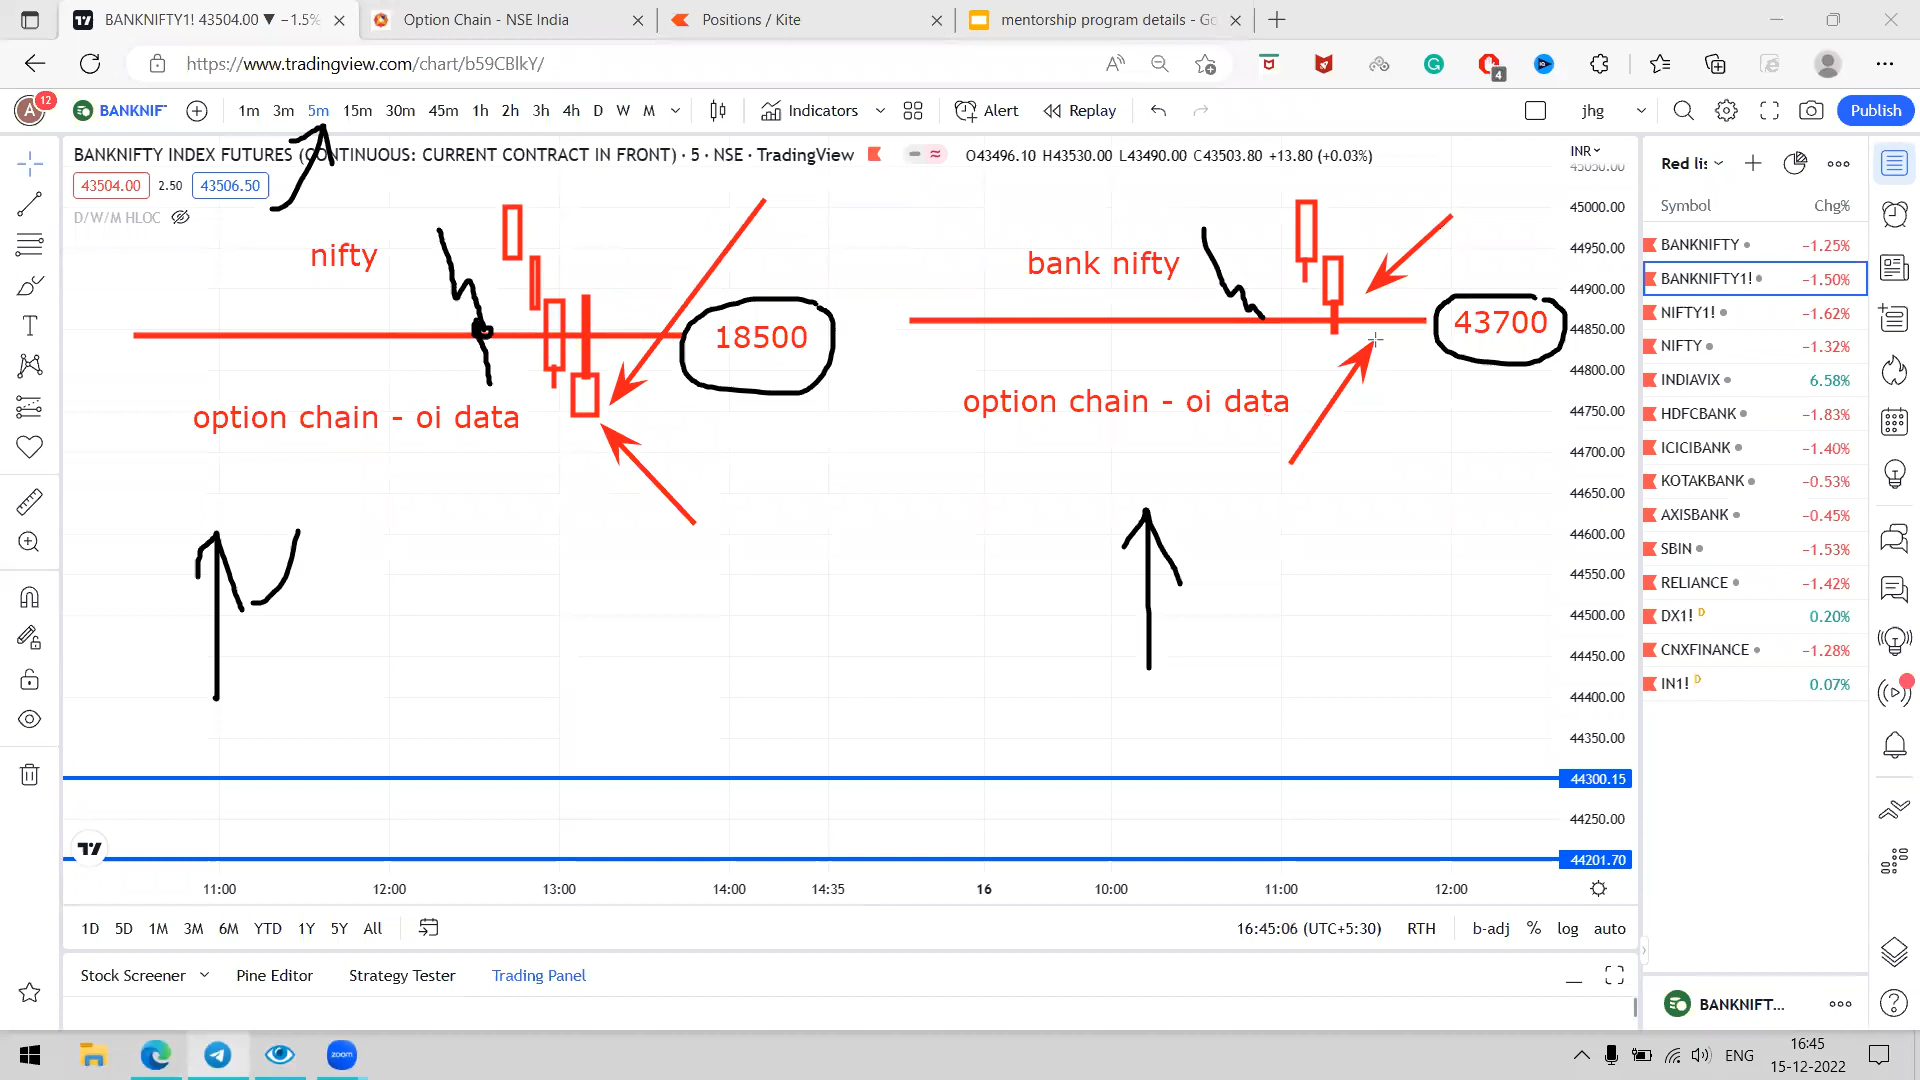 BANKNIFTY1! 43504.00 ▼ −1.5%
Option Chain - NSE India
Positions / Kite
mentorship program details - Go
https://www.tradingview.com/chart/b59CBlkY/
4
A 12
BANKNIF
1m 3m 5m 15m 30m 45m 1h 2h 3h 4h D W M
Indicators
Alert
Replay
jhg
Publish
BANKNIFTY INDEX FUTURES (CONTINUOUS: CURRENT CONTRACT IN FRONT) · 5 · NSE · TradingView
O43496.10 H43530.00 L43490.00 C43503.80 +13.80 (+0.03%)
INR
43504.00 2.50 43506.50
D/W/M HLOC
nifty
18500
option chain - oi data
bank nifty
43700
option chain - oi data
45050.00
45000.00
44950.00
44900.00
44850.00
44800.00
44750.00
44700.00
44650.00
44600.00
44550.00
44500.00
44450.00
44400.00
44350.00
44300.15
44250.00
44201.70
11:00 12:00 13:00 14:00 14:35 16 10:00 11:00 12:00
1D 5D 1M 3M 6M YTD 1Y 5Y All
16:45:06 (UTC+5:30) RTH b-adj % log auto
Stock Screener Pine Editor Strategy Tester Trading Panel
Red lis
Symbol Chg%
BANKNIFTY −1.25%
BANKNIFTY1! −1.50%
NIFTY1! −1.62%
NIFTY −1.32%
INDIAVIX 6.58%
HDFCBANK −1.83%
ICICIBANK −1.40%
KOTAKBANK −0.53%
AXISBANK −0.45%
SBIN −1.53%
RELIANCE −1.42%
DX1! D 0.20%
CNXFINANCE −1.28%
IN1! D 0.07%
BANKNIFT...
zoom
ENG
16:45
15-12-2022